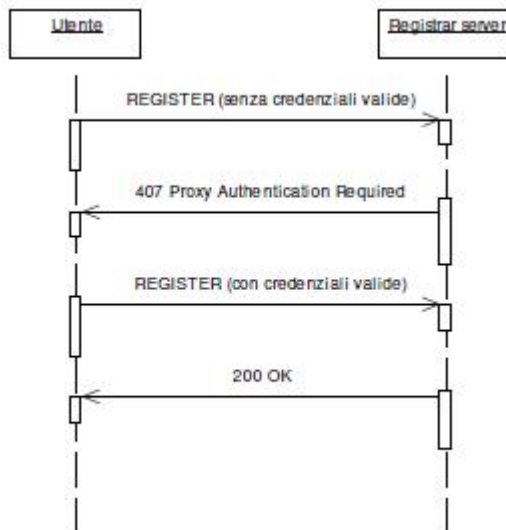 Utente
Registrar server
REGISTER (senza credenziali valide)
407 Proxy Authentication Required
REGISTER (con credenziali valide)
200 OK